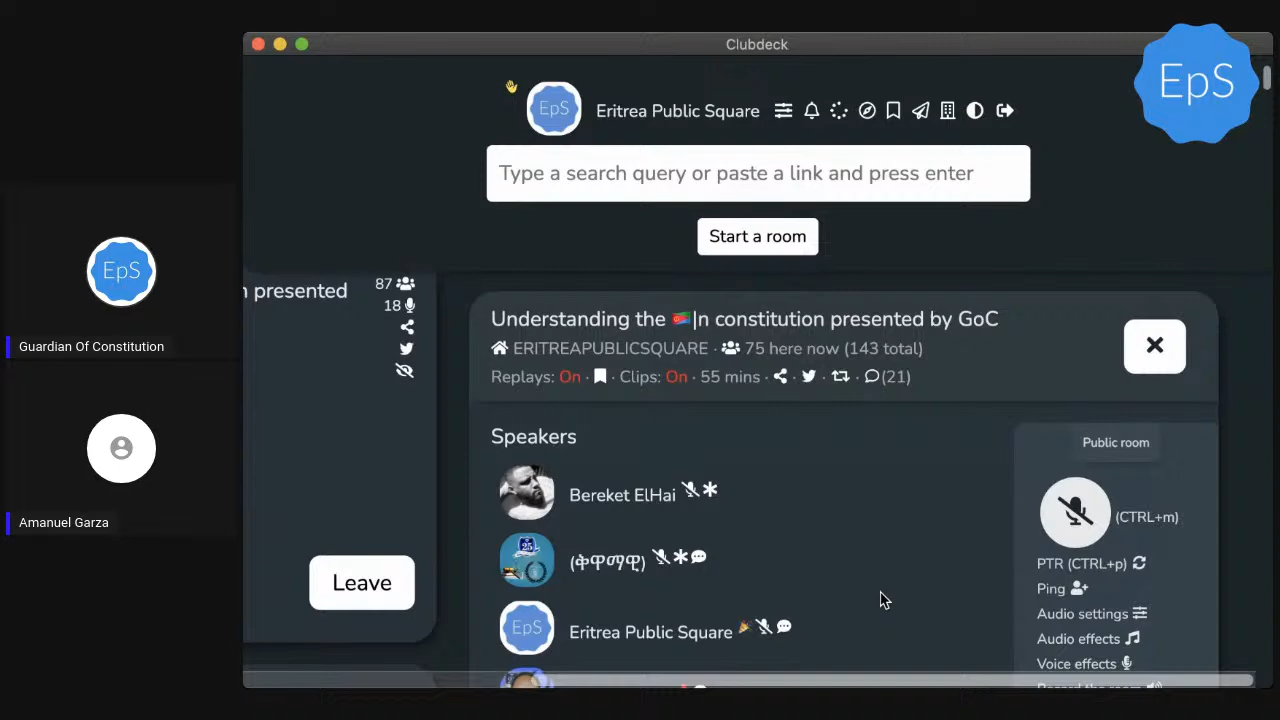 Clubdeck
EpS
EpS
Eritrea Public Square
Type a search query or paste a link and press enter
Start a room
EpS
Guardian Of Constitution
Amanuel Garza
n presented
87
18
Leave
Understanding the 🇪🇷|n constitution presented by GoC
ERITREAPUBLICSQUARE · 75 here now (143 total)
Replays: On · Clips: On · 55 mins · (21)
Speakers
Bereket ElHai
25
(ቅዋማዊ)
EpS
Eritrea Public Square
Public room
(CTRL+m)
PTR (CTRL+p)
Ping
Audio settings
Audio effects
Voice effects